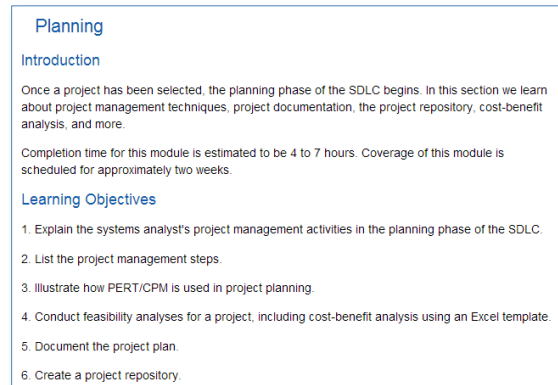 Planning
Introduction
Once a project has been selected, the planning phase of the SDLC begins. In this section we learn
about project management techniques, project documentation, the project repository, cost-benefit
analysis, and more.
Completion time for this module is estimated to be 4 to 7 hours. Coverage of this module is
scheduled for approximately two weeks.
Learning Objectives
1. Explain the systems analyst's project management activities in the planning phase of the SDLC.
2. List the project management steps.
3. Illustrate how PERT/CPM is used in project planning.
4. Conduct feasibility analyses for a project, including cost-benefit analysis using an Excel template.
5. Document the project plan.
6. Create a project repository.